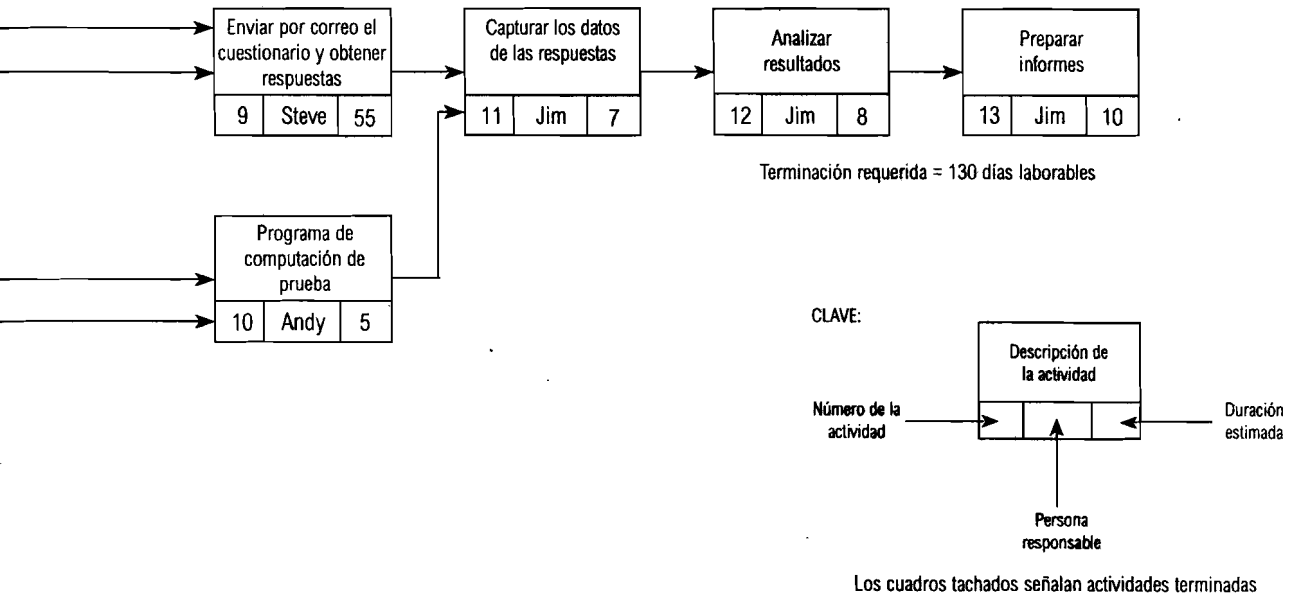 Enviar por correo el
cuestionario y obtener
respuestas
9 Steve 55
Capturar los datos
de las respuestas
11 Jim 7
Analizar
resultados
12 Jim 8
Preparar
informes
13 Jim 10
Terminación requerida = 130 días laborables
Programa de
computación de
prueba
10 Andy 5
CLAVE:
Descripción de
la actividad
Número de la
actividad
Duración
estimada
Persona
responsable
Los cuadros tachados señalan actividades terminadas